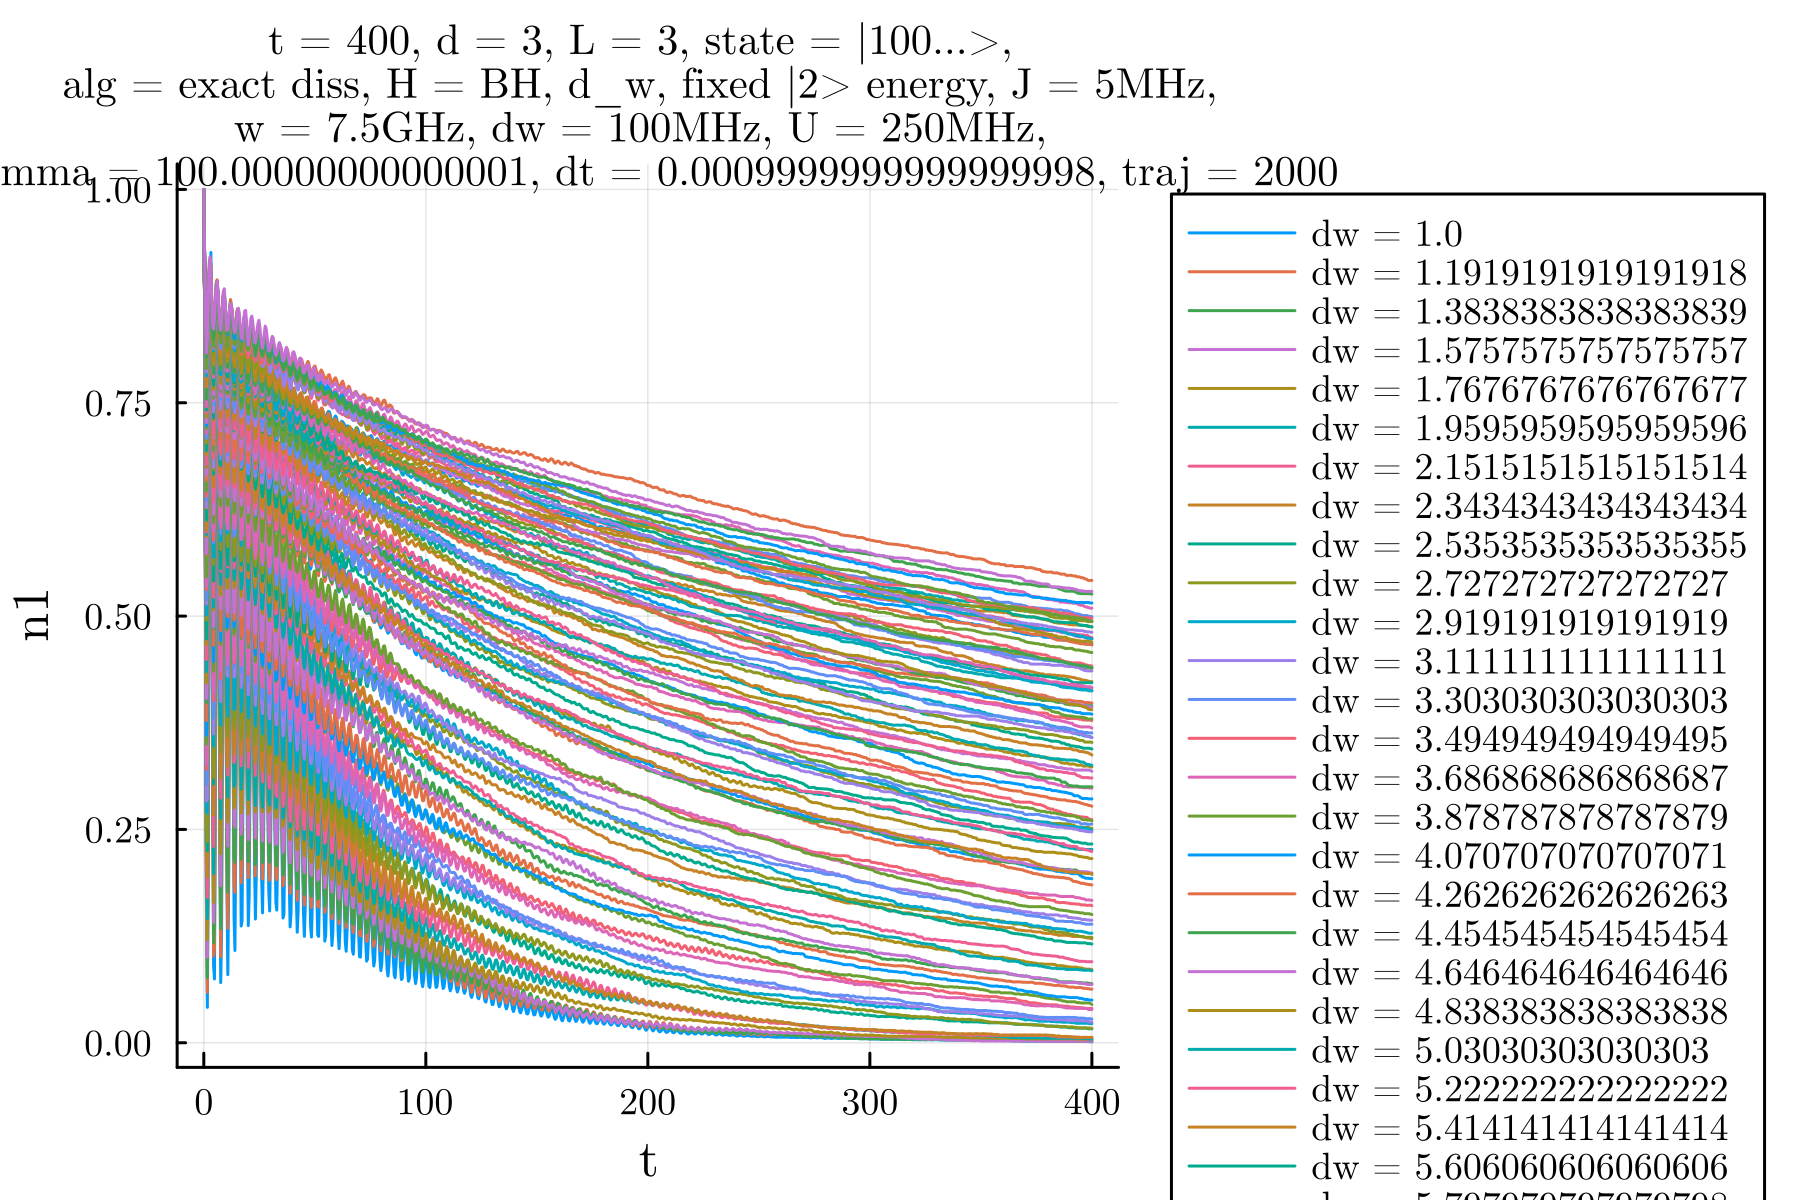 t = 400, d = 3, L = 3, state = |100...>,
alg = exact diss, H = BH, d_w, fixed |2> energy, J = 5MHz,
w = 7.5GHz, dw = 100MHz, U = 250MHz,
mma = 100.00000000000001, dt = 0.0009999999999999998, traj = 2000
1.00
0.75
0.50
0.25
0.00
n1
0
100
200
300
400
t
dw = 1.0
dw = 1.1919191919191918
dw = 1.3838383838383839
dw = 1.5757575757575757
dw = 1.7676767676767677
dw = 1.9595959595959596
dw = 2.1515151515151514
dw = 2.3434343434343434
dw = 2.5353535353535355
dw = 2.727272727272727
dw = 2.919191919191919
dw = 3.111111111111111
dw = 3.303030303030303
dw = 3.494949494949495
dw = 3.686868686868687
dw = 3.878787878787879
dw = 4.070707070707071
dw = 4.262626262626263
dw = 4.454545454545454
dw = 4.646464646464646
dw = 4.838383838383838
dw = 5.03030303030303
dw = 5.222222222222222
dw = 5.414141414141414
dw = 5.606060606060606